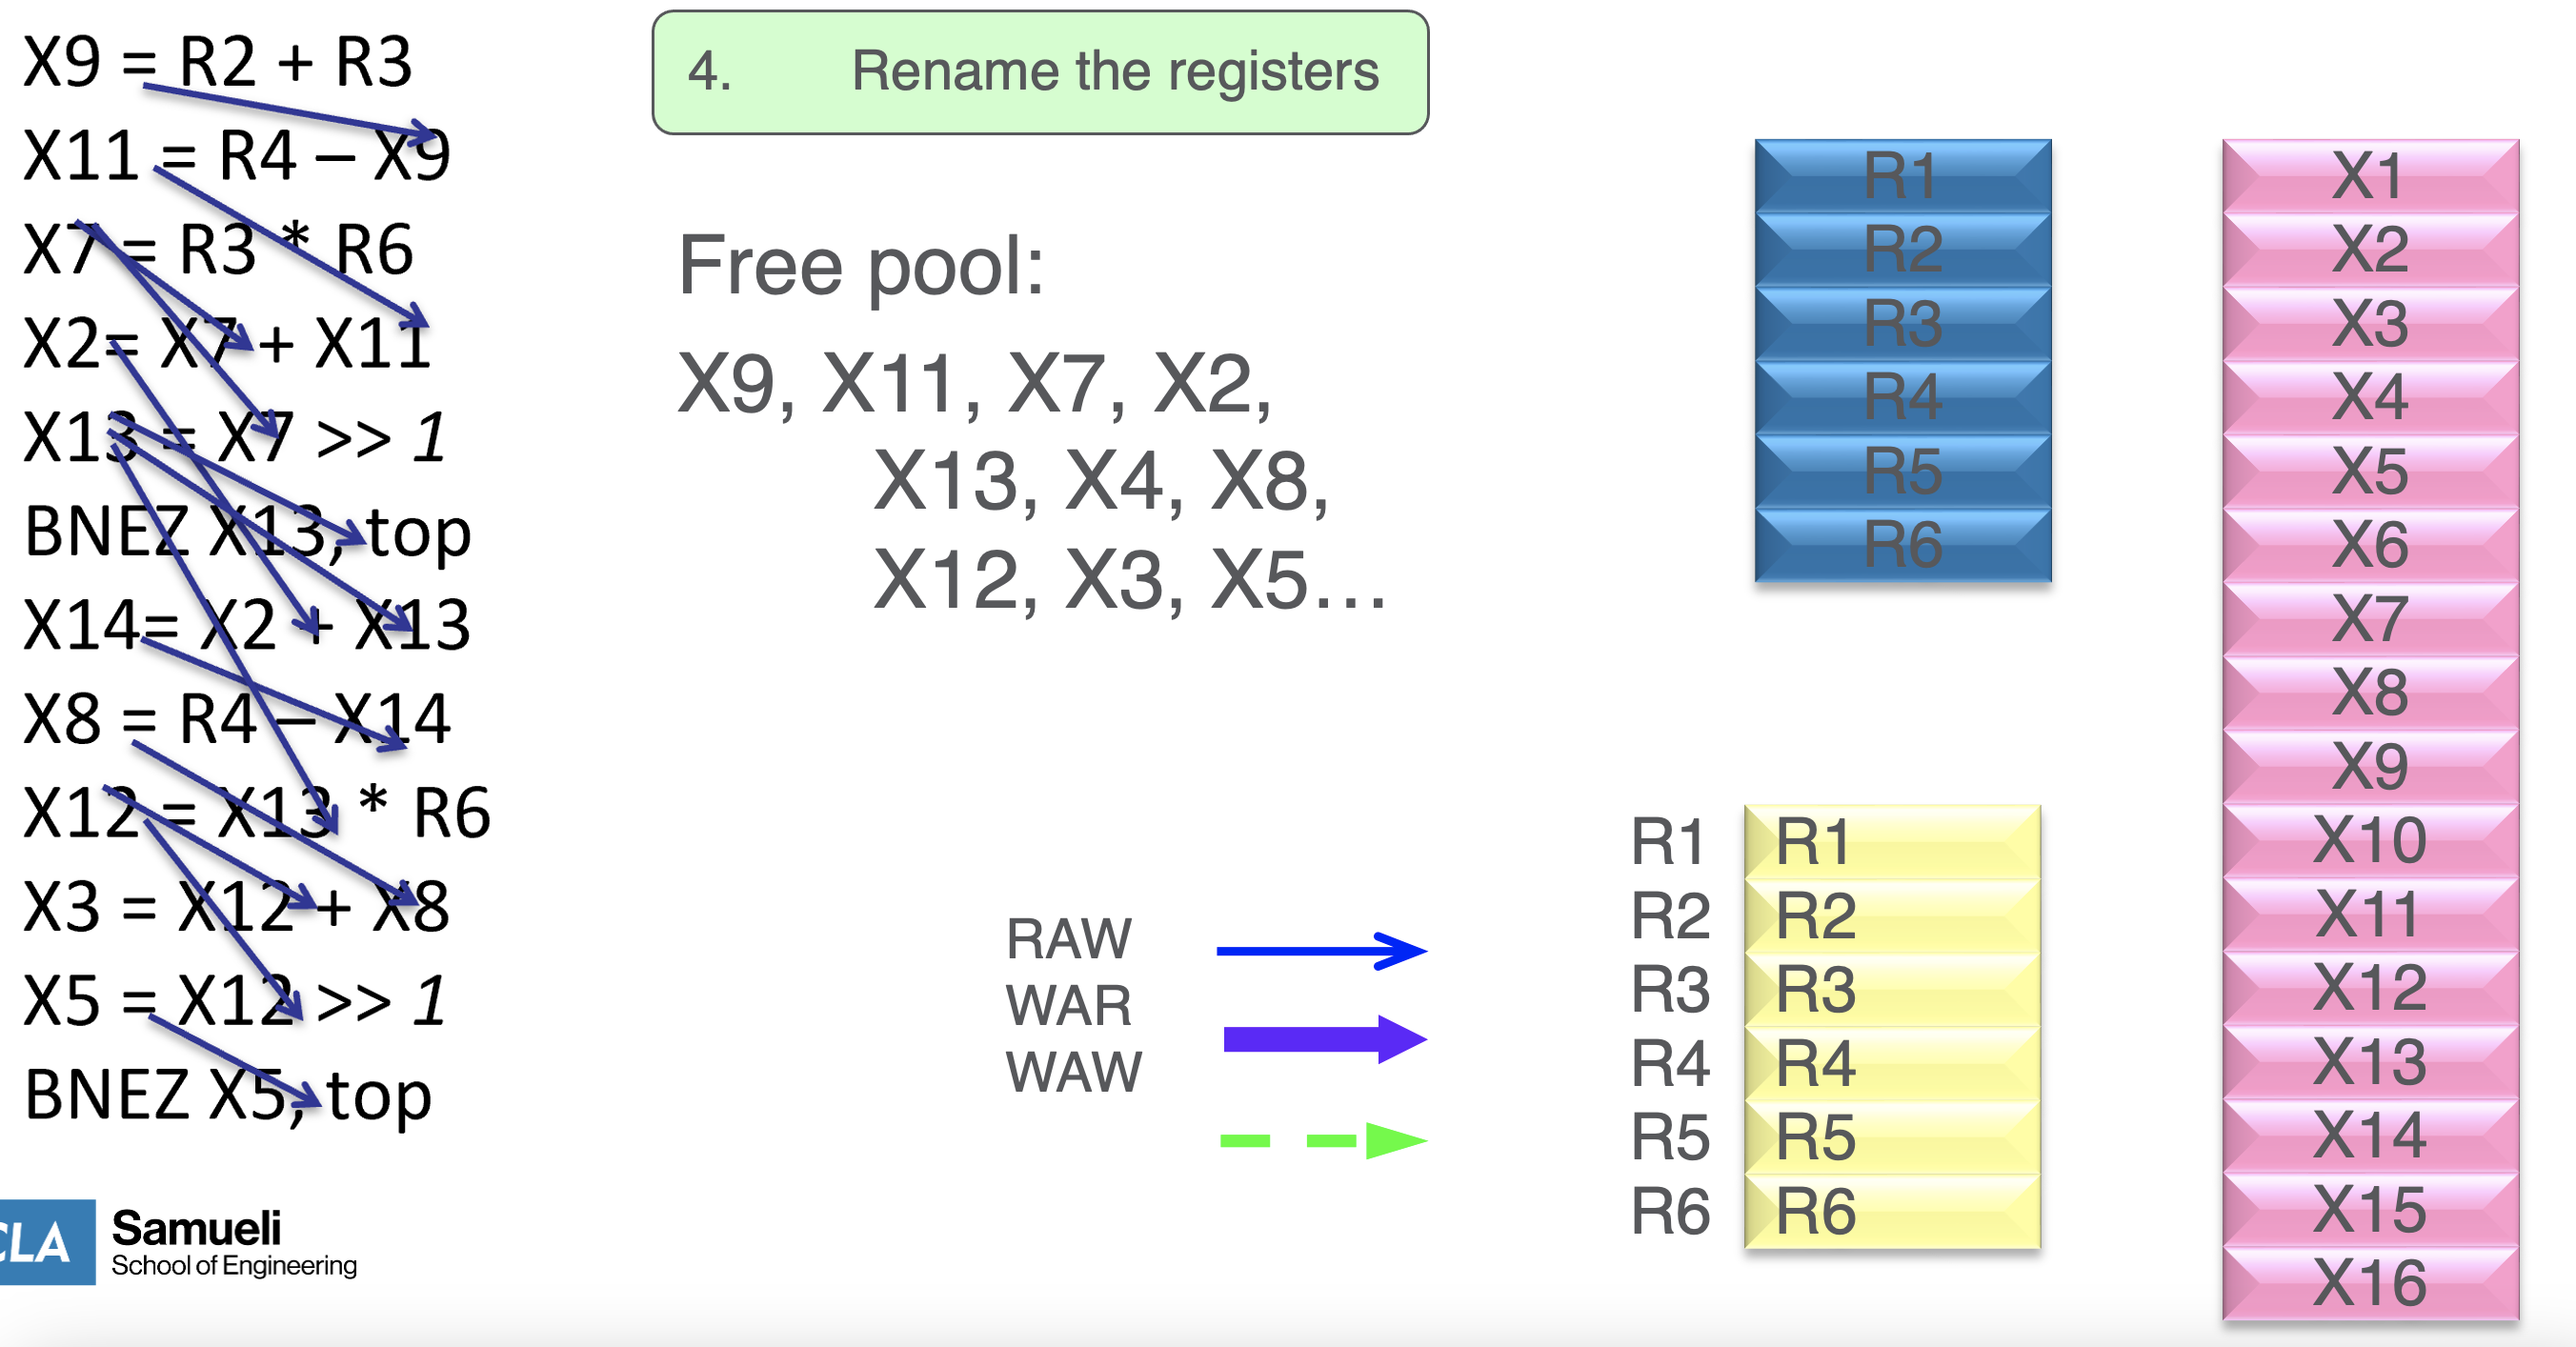 X9 = R2 + R3
X11 = R4 – X9
X7 = R3 * R6
X2= X7 + X11
X13 = X7 >> 1
BNEZ X13, top
X14= X2 + X13
X8 = R4 – X14
X12 = X13 * R6
X3 = X12 + X8
X5 = X12 >> 1
BNEZ X5, top
CLA
Samueli
School of Engineering
4. Rename the registers
Free pool:
X9, X11, X7, X2,
X13, X4, X8,
X12, X3, X5…
RAW
WAR
WAW
R1
R2
R3
R4
R5
R6
R1 R1
R2 R2
R3 R3
R4 R4
R5 R5
R6 R6
X1
X2
X3
X4
X5
X6
X7
X8
X9
X10
X11
X12
X13
X14
X15
X16